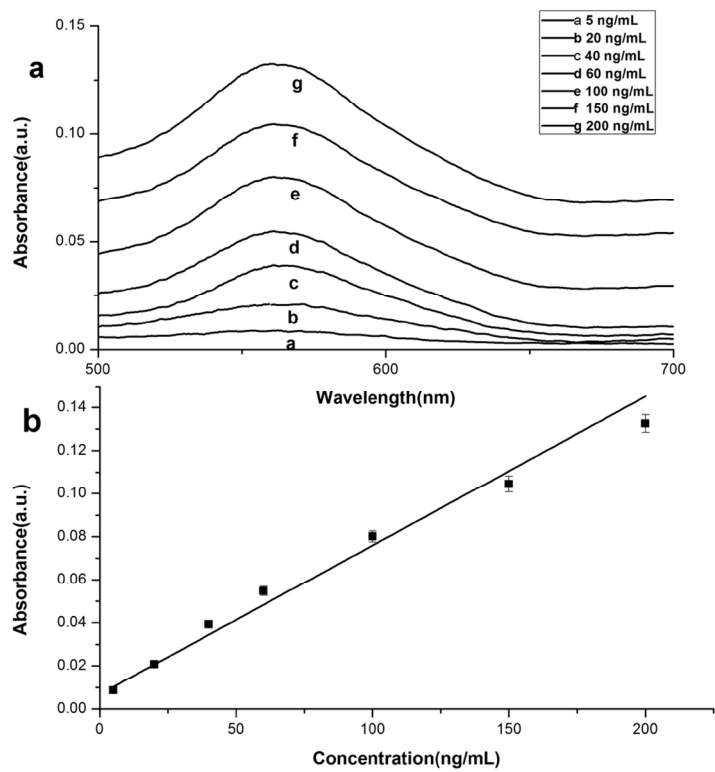 a
Absorbance(a.u.)
0.15
0.10
0.05
0.00
a 5 ng/mL
b 20 ng/mL
c 40 ng/mL
d 60 ng/mL
e 100 ng/mL
f 150 ng/mL
g 200 ng/mL
g
f
e
d
c
b
a
500 600 700
Wavelength(nm)
b
Absorbance(a.u.)
0.14
0.12
0.10
0.08
0.06
0.04
0.02
0.00
0 50 100 150 200
Concentration(ng/mL)